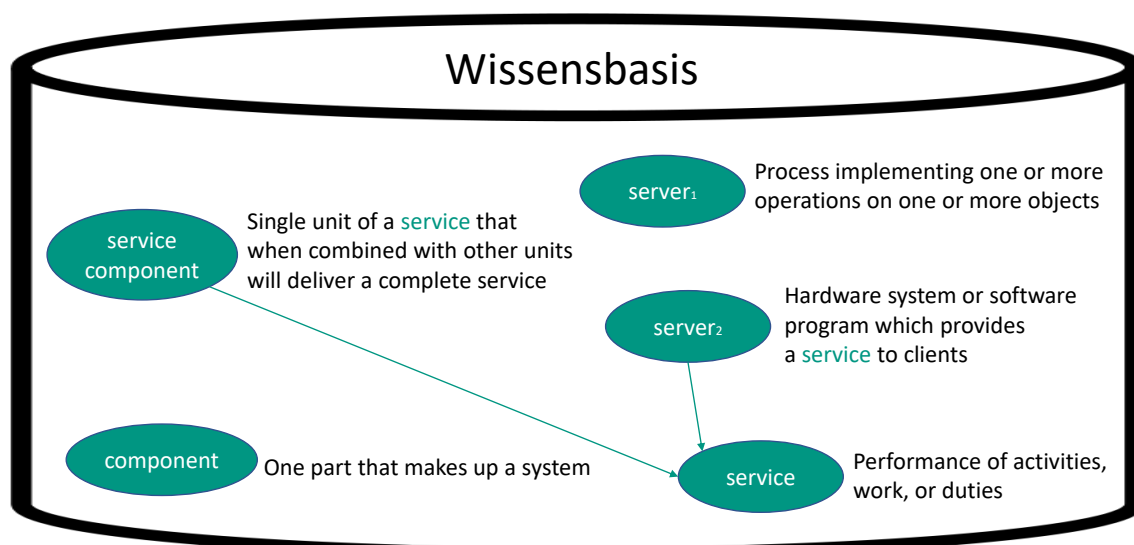 Wissensbasis
server₁
Process implementing one or more
operations on one or more objects
service
component
Single unit of a service that
when combined with other units
will deliver a complete service
server₂
Hardware system or software
program which provides
a service to clients
component
One part that makes up a system
service
Performance of activities,
work, or duties